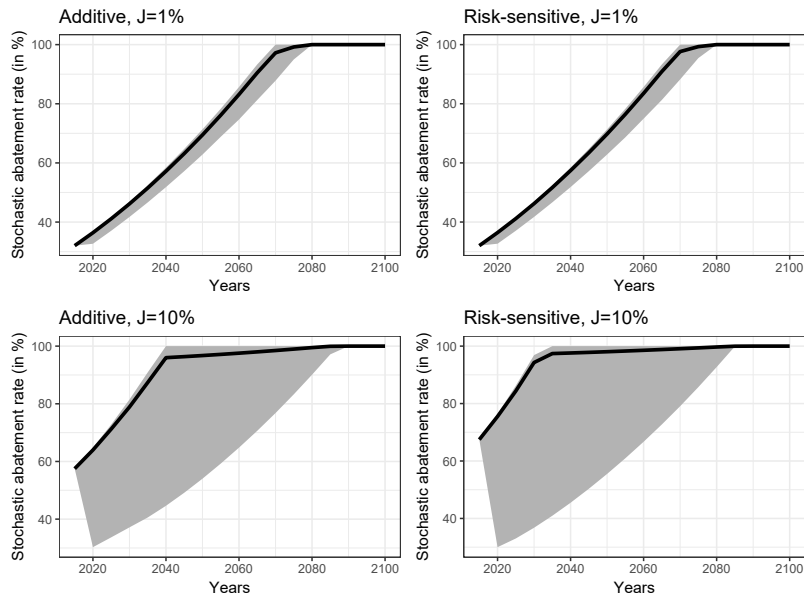 Additive, J=1%
Stochastic abatement rate (in %)
100
80
60
40
2020 2040 2060 2080 2100
Years
Risk-sensitive, J=1%
Stochastic abatement rate (in %)
100
80
60
40
2020 2040 2060 2080 2100
Years
Additive, J=10%
Stochastic abatement rate (in %)
100
80
60
40
2020 2040 2060 2080 2100
Years
Risk-sensitive, J=10%
Stochastic abatement rate (in %)
100
80
60
40
2020 2040 2060 2080 2100
Years